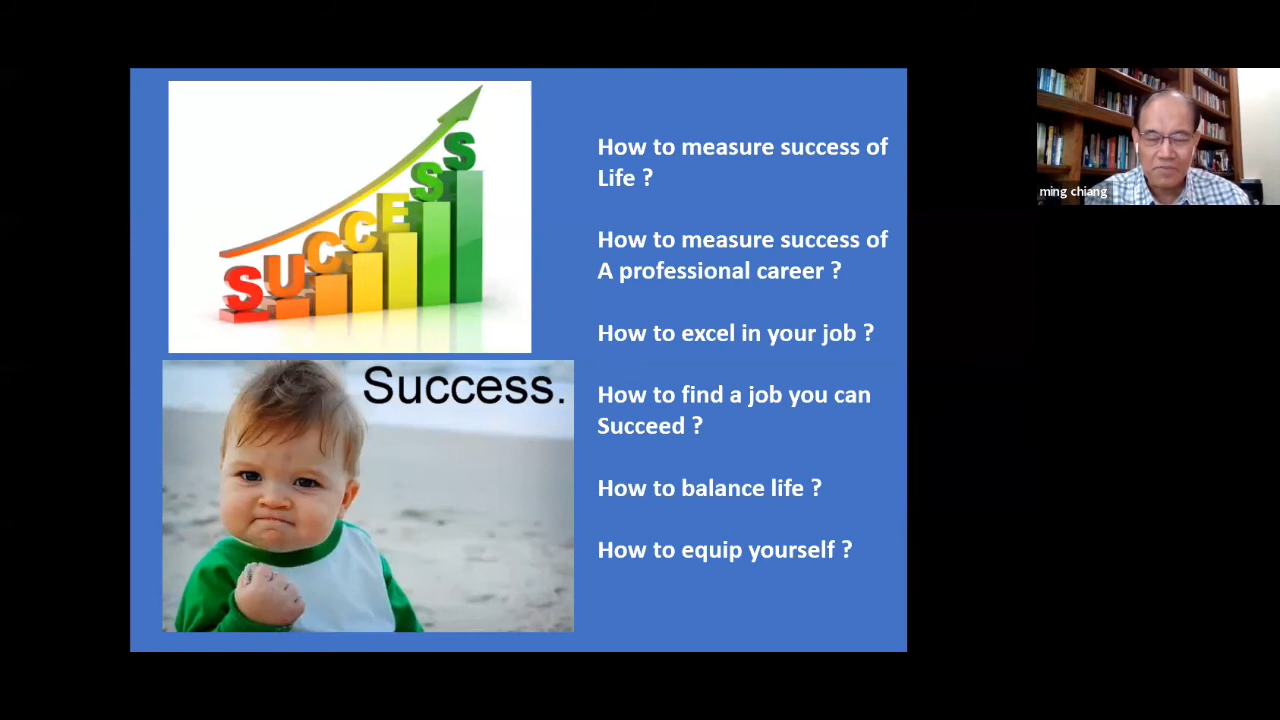 SUCCESS
Success.
How to measure success of
Life ?
How to measure success of
A professional career ?
How to excel in your job ?
How to find a job you can
Succeed ?
How to balance life ?
How to equip yourself ?
ming chiang